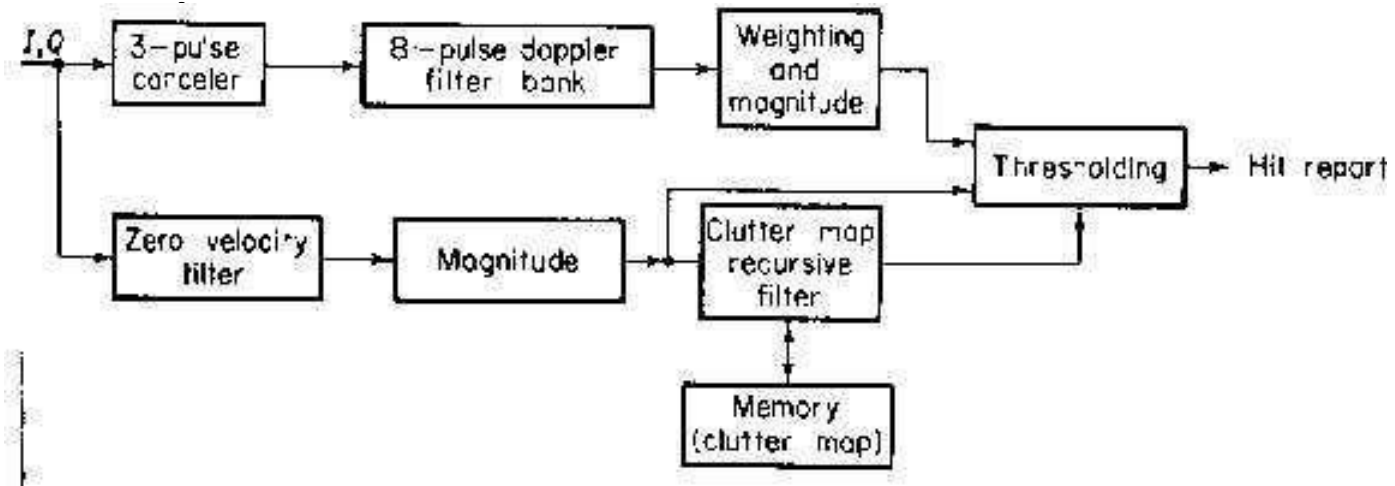 I,Q
3-pulse
canceler
8-pulse doppler
filter bank
Weighting
and
magnitude
Thresholding
Hit report
Zero velocity
filter
Magnitude
Clutter map
recursive
filter
Memory
(clutter map)